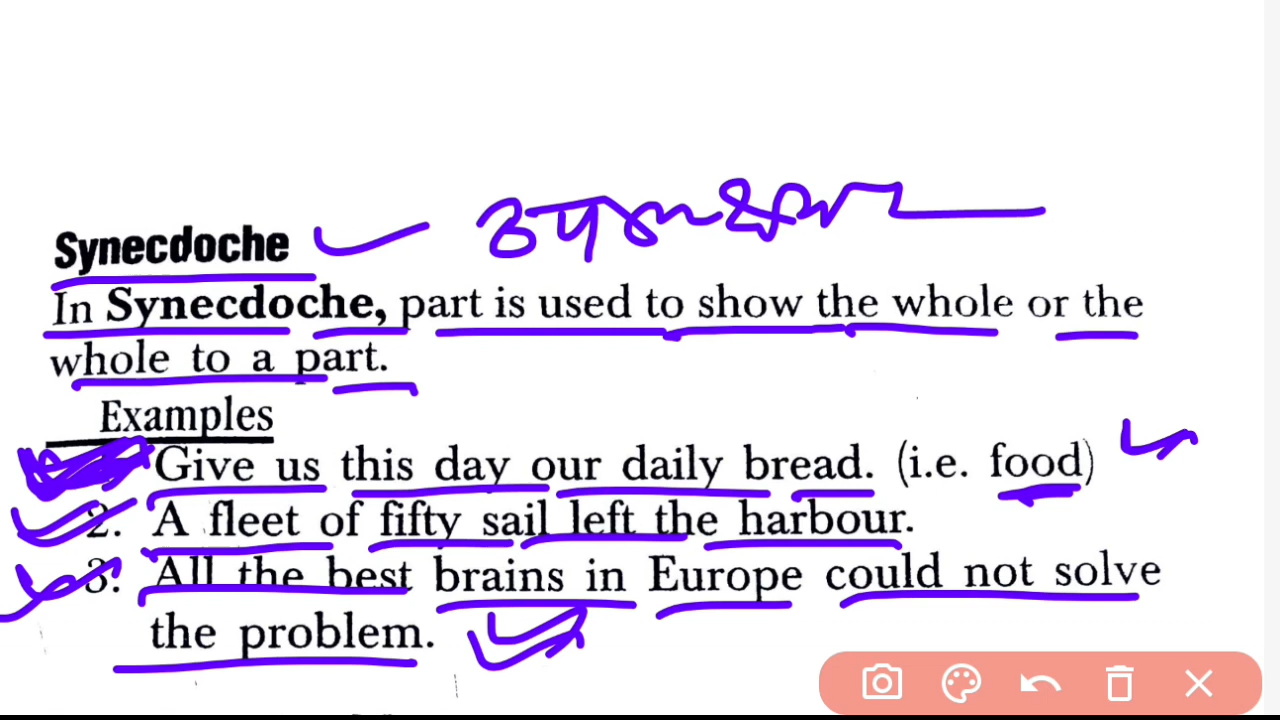 Synecdoche उपलक्षण
In Synecdoche, part is used to show the whole or the
whole to a part.
Examples
Give us this day our daily bread. (i.e. food)
2. A fleet of fifty sail left the harbour.
3. All the best brains in Europe could not solve
the problem.